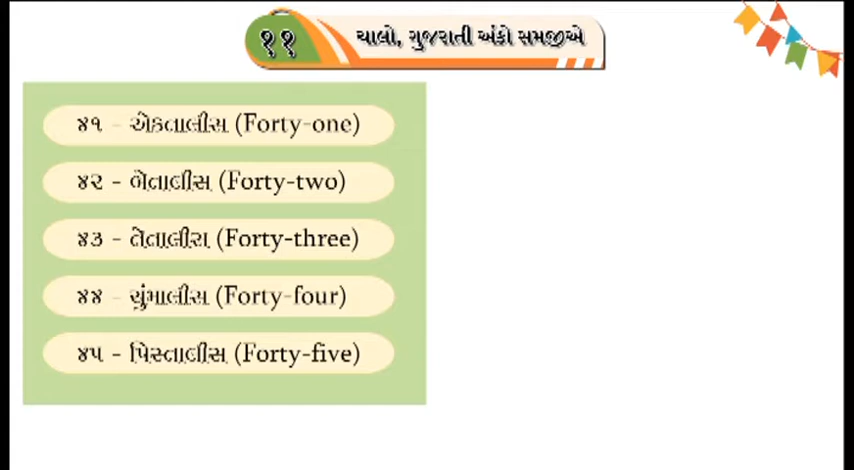 ૧૧
ચાલો, ગુજરાતી અંકો સમજીએ
૪૧ - એકતાલીસ (Forty-one)
૪૨ - બેતાલીસ (Forty-two)
૪૩ - તેતાલીસ (Forty-three)
૪૪ - ચુંમાલીસ (Forty-four)
૪૫ - પિસ્તાલીસ (Forty-five)